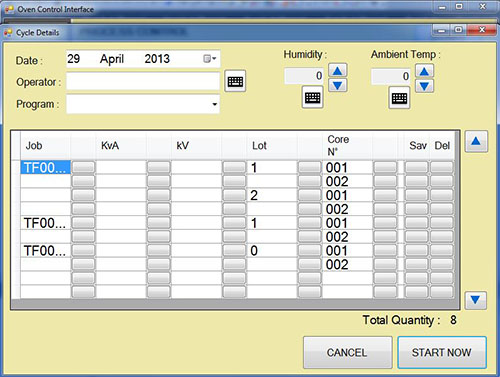 Oven Control Interface
Cycle Details
Date : 29 April 2013
Humidity :
Ambient Temp :
Operator :
0
0
Program :
Job KvA kV Lot Core N° Sav Del
TF00... 1 001
002
2 001
002
TF00... 1 001
002
TF00... 0 001
002
Total Quantity : 8
CANCEL START NOW